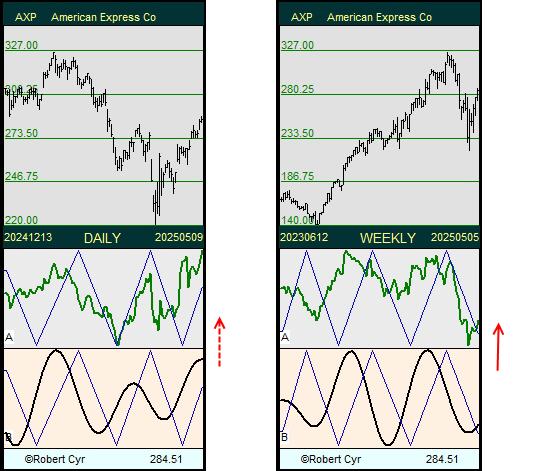 AXP American Express Co
327.00
300.25
273.50
246.75
220.00
20241213 DAILY 20250509
A
B
©Robert Cyr 284.51
AXP American Express Co
327.00
280.25
233.50
186.75
140.00
20230612 WEEKLY 20250505
A
B
©Robert Cyr 284.51